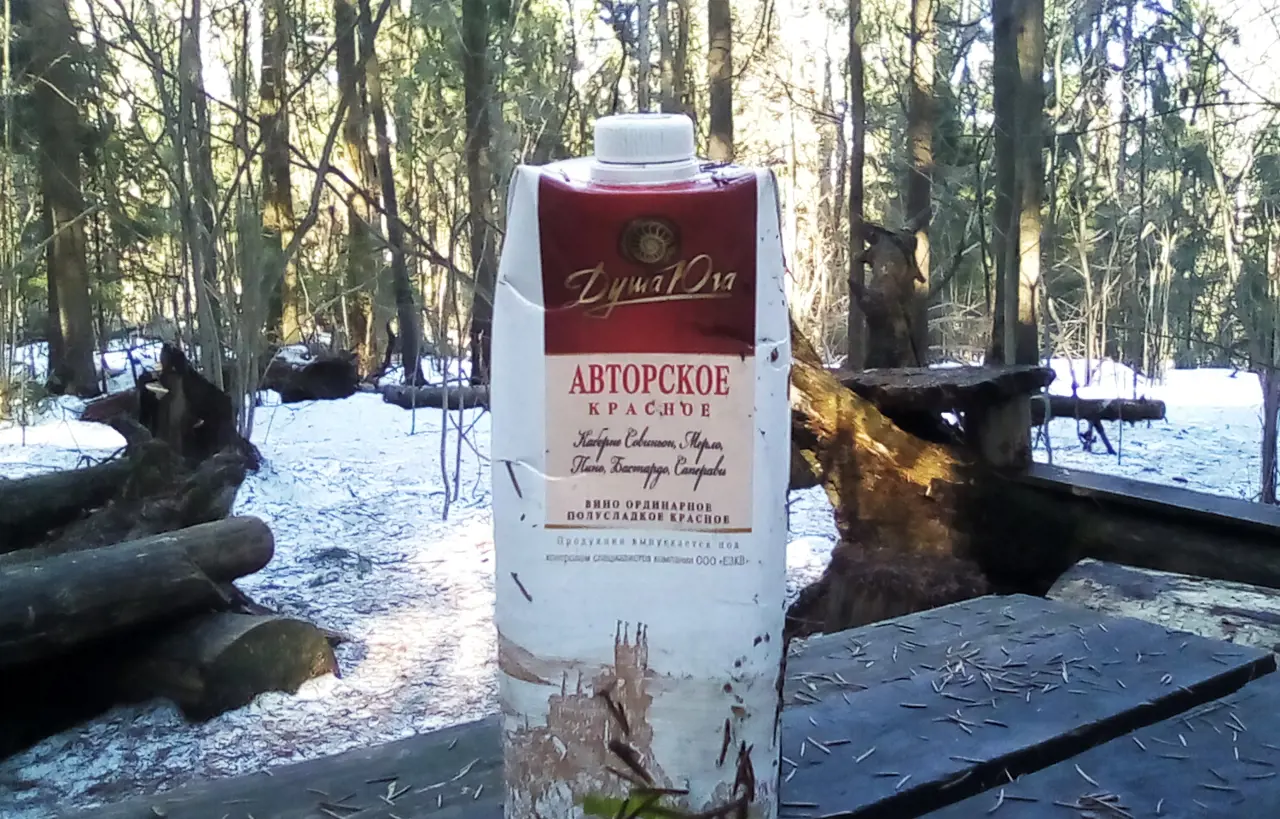 Душа Юга
АВТОРСКОЕ
КРАСНОЕ
Каберне Совиньон, Мерло,
Пино, Бастардо, Саперави
ВИНО ОРДИНАРНОЕ
ПОЛУСЛАДКОЕ КРАСНОЕ
Продукция выпускается под
контролем специалистов компании ООО «ЕЗКВ»